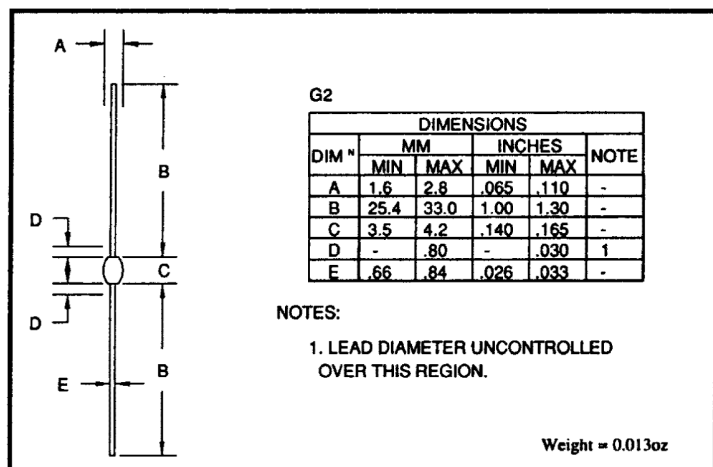 A
G2
DIMENSIONS
DIM ᴺ MM INCHES NOTE
MIN MAX MIN MAX
A 1.6 2.8 .065 .110 -
B 25.4 33.0 1.00 1.30 -
C 3.5 4.2 .140 .165 -
D - .80 - .030 1
E .66 .84 .026 .033 -
B
D
C
D
E
B
NOTES:
1. LEAD DIAMETER UNCONTROLLED
OVER THIS REGION.
Weight = 0.013oz